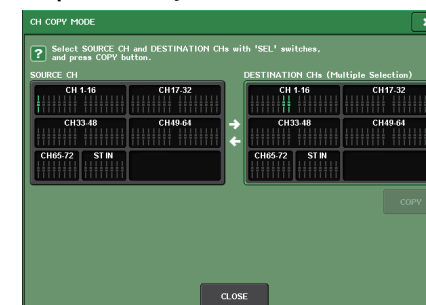 CH COPY MODE
?
Select SOURCE CH and DESTINATION CHs with 'SEL' switches,
and press COPY button.
SOURCE CH
CH 1-16
CH17-32
CH33-48
CH49-64
CH65-72
ST IN
DESTINATION CHs (Multiple Selection)
CH 1-16
CH17-32
CH33-48
CH49-64
CH65-72
ST IN
COPY
CLOSE